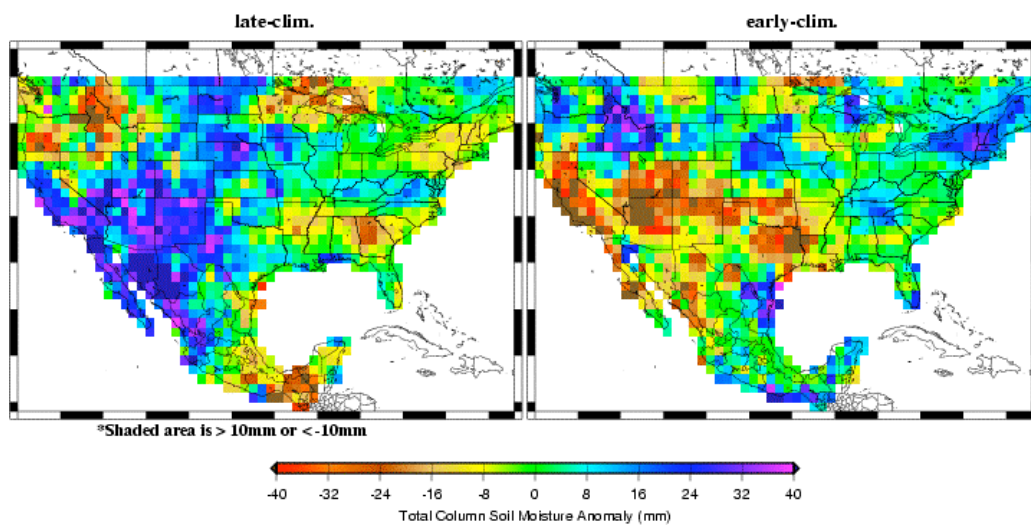 late-clim.
early-clim.
*Shaded area is > 10mm or < -10mm
-40 -32 -24 -16 -8 0 8 16 24 32 40
Total Column Soil Moisture Anomaly (mm)